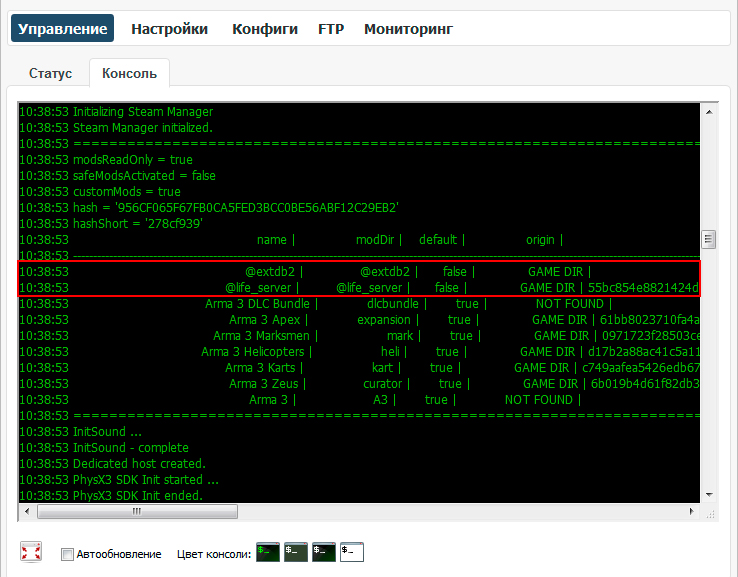 Управление Настройки Конфиги FTP Мониторинг
Статус Консоль
10:38:53 Initializing Steam Manager
10:38:53 Steam Manager initialized.
10:38:53 ==============================================================
10:38:53 modsReadOnly = true
10:38:53 safeModsActivated = false
10:38:53 customMods = true
10:38:53 hash = '956CF065F67FB0CA5FED3BCC0BE56ABF12C29EB2'
10:38:53 hashShort = '278cf939'
10:38:53 name | modDir | default | origin |
10:38:53 ----------------------------------------------------------------------------------------------------
10:38:53 @extdb2 | @extdb2 | false | GAME DIR |
10:38:53 @life_server | @life_server | false | GAME DIR | 55bc854e8821424d
10:38:53 Arma 3 DLC Bundle | dlcbundle | true | NOT FOUND |
10:38:53 Arma 3 Apex | expansion | true | GAME DIR | 61bb8023710fa4a
10:38:53 Arma 3 Marksmen | mark | true | GAME DIR | 0971723f28503ce
10:38:53 Arma 3 Helicopters | heli | true | GAME DIR | d17b2a88ac41c5a11
10:38:53 Arma 3 Karts | kart | true | GAME DIR | c749aafea5426edb67
10:38:53 Arma 3 Zeus | curator | true | GAME DIR | 6b019b4d61f82db3
10:38:53 Arma 3 | A3 | true | NOT FOUND |
10:38:53 ==============================================================
10:38:53 InitSound ...
10:38:53 InitSound - complete
10:38:53 Dedicated host created.
10:38:53 PhysX3 SDK Init started ...
10:38:53 PhysX3 SDK Init ended.
Автообновление Цвет консоли: $_ $_ $_ $_